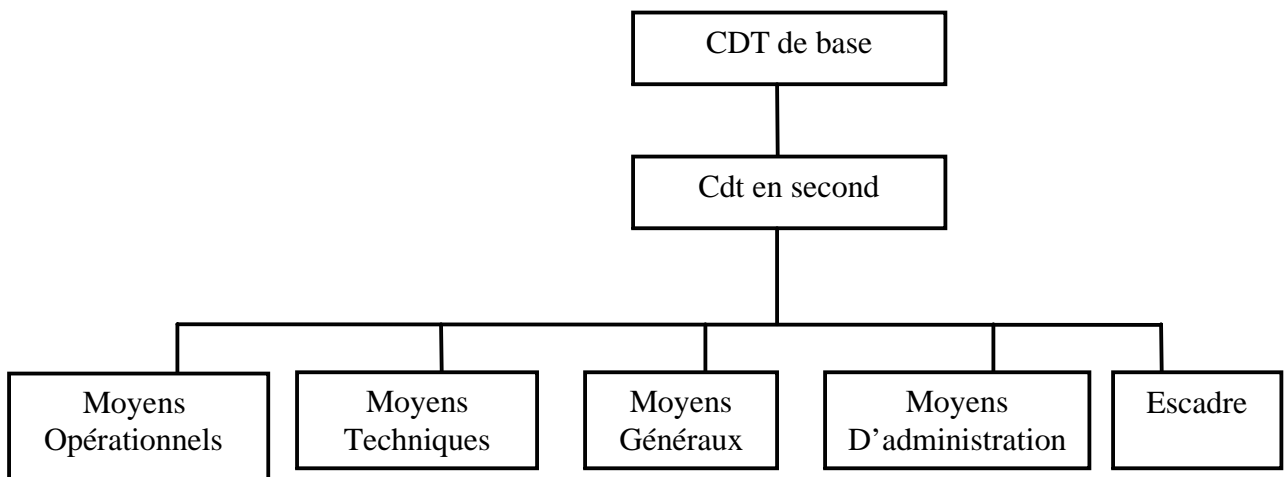 CDT de base
Cdt en second
Moyens
Opérationnels
Moyens
Techniques
Moyens
Généraux
Moyens
D’administration
Escadre